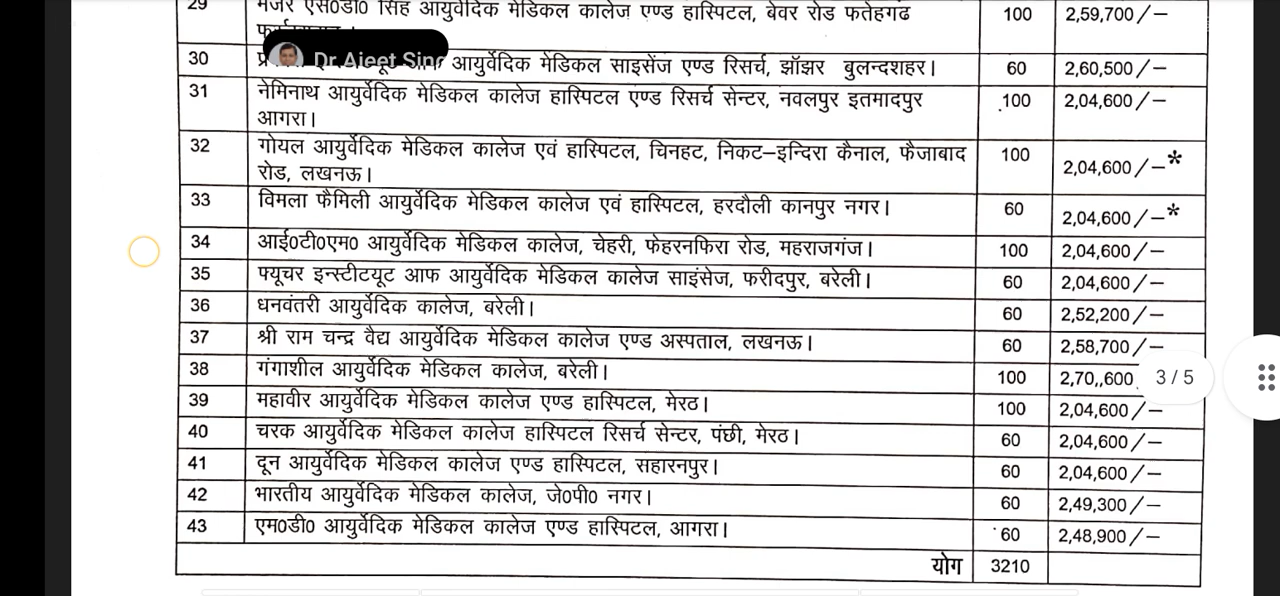 29 मेजर एस0डी0 सिंह आयुर्वेदिक मेडिकल कालेज एण्ड हास्पिटल, बेवर रोड फतेहगढ 100 2,59,700/–
Dr Ajeet Sing
30 आयुर्वेदिक मेडिकल साइसेंज एण्ड रिसर्च, झॉझर बुलन्दशहर। 60 2,60,500/–
31 नेमिनाथ आयुर्वेदिक मेडिकल कालेज हास्पिटल एण्ड रिसर्च सेन्टर, नवलपुर इतमादपुर 100 2,04,600/–
आगरा।
32 गोयल आयुर्वेदिक मेडिकल कालेज एवं हास्पिटल, चिनहट, निकट–इन्दिरा कैनाल, फैजाबाद 100 2,04,600/–*
रोड, लखनऊ।
33 विमला फैमिली आयुर्वेदिक मेडिकल कालेज एवं हास्पिटल, हरदौली कानपुर नगर। 60 2,04,600/–*
34 आई0टी0एम0 आयुर्वेदिक मेडिकल कालेज, चेहरी, फेहरनफिरा रोड, महराजगंज। 100 2,04,600/–
35 फ्यूचर इन्स्टीटयूट आफ आयुर्वेदिक मेडिकल कालेज साइंसेज, फरीदपुर, बरेली। 60 2,04,600/–
36 धनवंतरी आयुर्वेदिक कालेज, बरेली। 60 2,52,200/–
37 श्री राम चन्द्र वैद्य आयुर्वेदिक मेडिकल कालेज एण्ड अस्पताल, लखनऊ। 60 2,58,700/–
38 गंगाशील आयुर्वेदिक मेडिकल कालेज, बरेली। 100 2,70,,600
3 / 5
39 महावीर आयुर्वेदिक मेडिकल कालेज एण्ड हास्पिटल, मेरठ। 100 2,04,600/–
40 चरक आयुर्वेदिक मेडिकल कालेज हास्पिटल रिसर्च सेन्टर, पंछी, मेरठ। 60 2,04,600/–
41 दून आयुर्वेदिक मेडिकल कालेज एण्ड हास्पिटल, सहारनपुर। 60 2,04,600/–
42 भारतीय आयुर्वेदिक मेडिकल कालेज, जे0पी0 नगर। 60 2,49,300/–
43 एम0डी0 आयुर्वेदिक मेडिकल कालेज एण्ड हास्पिटल, आगरा। 60 2,48,900/–
योग 3210